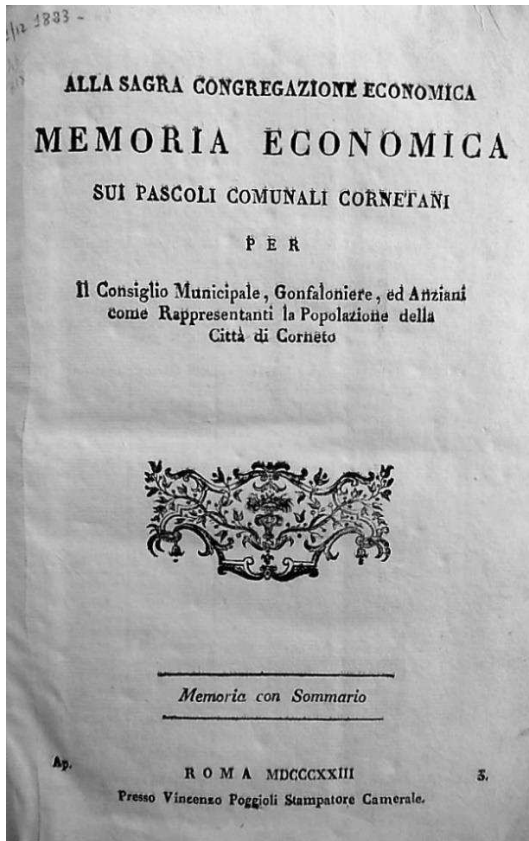 1883 -
ALLA SAGRA CONGREGAZIONE ECONOMICA
MEMORIA ECONOMICA
SUI PASCOLI COMUNALI CORNETANI
PER
Il Consiglio Municipale, Gonfaloniere, ed Anziani
come Rappresentanti la Popolazione della
Città di Corneto
Memoria con Sommario
Ap.
ROMA MDCCCXXIII
3.
Presso Vincenzo Poggioli Stampatore Camerale.